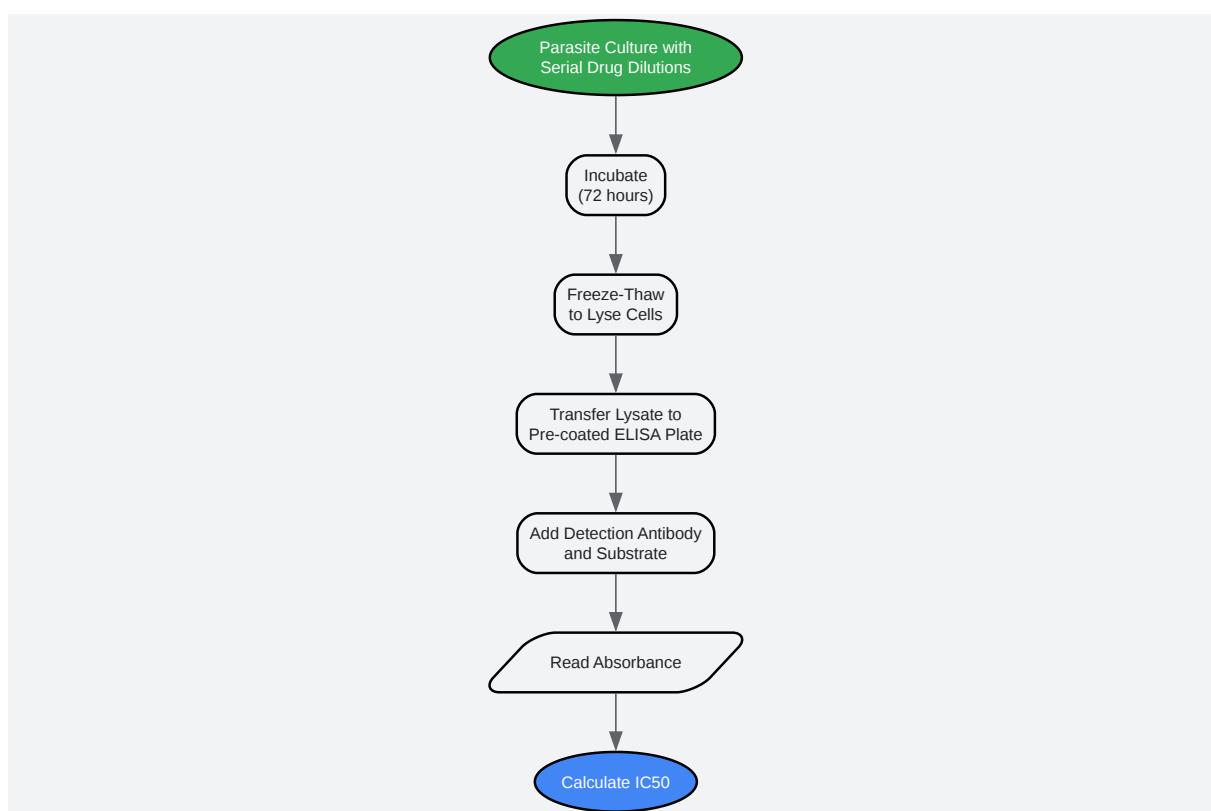 Parasite Culture with
Serial Drug Dilutions
Incubate
(72 hours)
Freeze-Thaw
to Lyse Cells
Transfer Lysate to
Pre-coated ELISA Plate
Add Detection Antibody
and Substrate
Read Absorbance
Calculate IC50